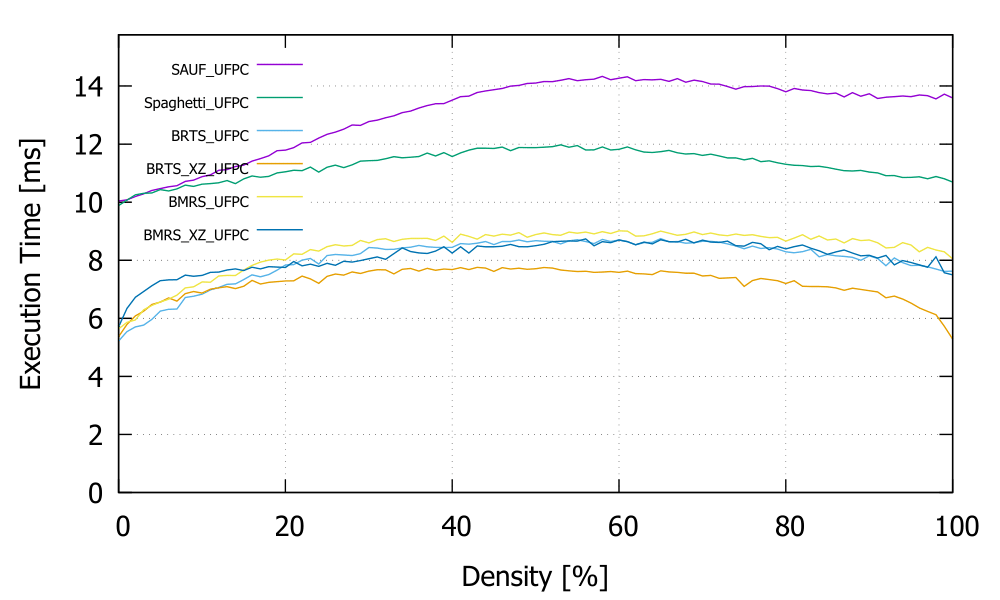 SAUF_UFPC
Spaghetti_UFPC
BRTS_UFPC
BRTS_XZ_UFPC
BMRS_UFPC
BMRS_XZ_UFPC
14
12
10
8
6
4
2
0
Execution Time [ms]
0 20 40 60 80 100
Density [%]